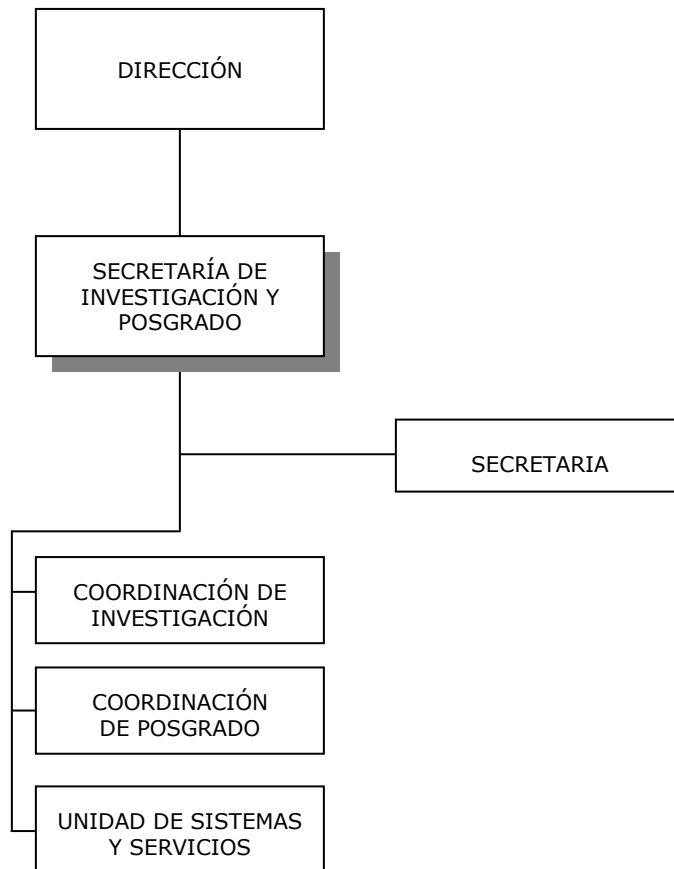 DIRECCIÓN
SECRETARÍA DE
INVESTIGACIÓN Y
POSGRADO
SECRETARIA
COORDINACIÓN DE
INVESTIGACIÓN
COORDINACIÓN
DE POSGRADO
UNIDAD DE SISTEMAS
Y SERVICIOS